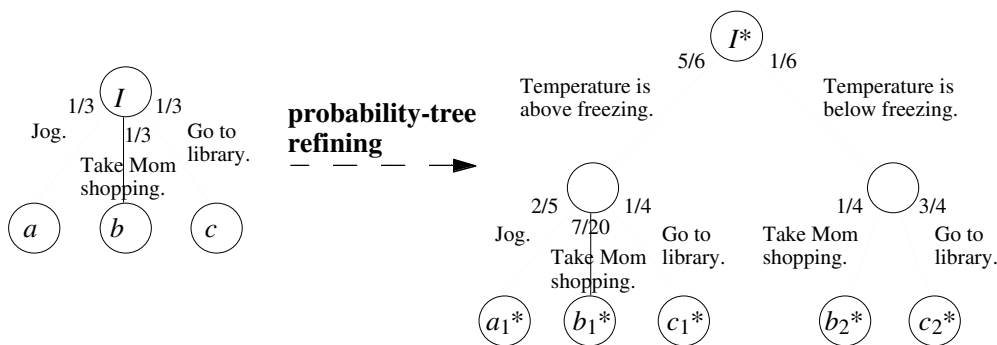 I
1/3
1/3
Jog.
1/3
Go to
library.
Take Mom
shopping.
a
b
c
probability-tree
refining
I*
5/6
1/6
Temperature is
above freezing.
Temperature is
below freezing.
2/5
1/4
Jog.
7/20
Go to
library.
Take Mom
shopping.
a1*
b1*
c1*
1/4
3/4
Take Mom
shopping.
Go to
library.
b2*
c2*